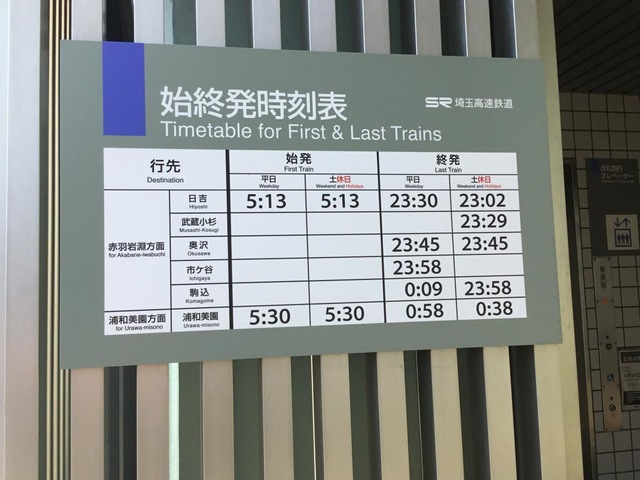 始終発時刻表
Timetable for First & Last Trains
SR 埼玉高速鉄道
行先
Destination
始発
First Train
終発
Last Train
平日
Weekday
土休日
Weekend and Holidays
平日
Weekday
土休日
Weekend and Holidays
赤羽岩淵方面
for Akabane-iwabuchi
日吉
Hiyoshi
5:13 5:13 23:30 23:02
武蔵小杉
Musashi-Kosugi
23:29
奥沢
Okusawa
23:45 23:45
市ケ谷
Ichigaya
23:58
駒込
Komagome
0:09 23:58
浦和美園方面
for Urawa-misono
浦和美園
Urawa-misono
5:30 5:30 0:58 0:38
エレベーター